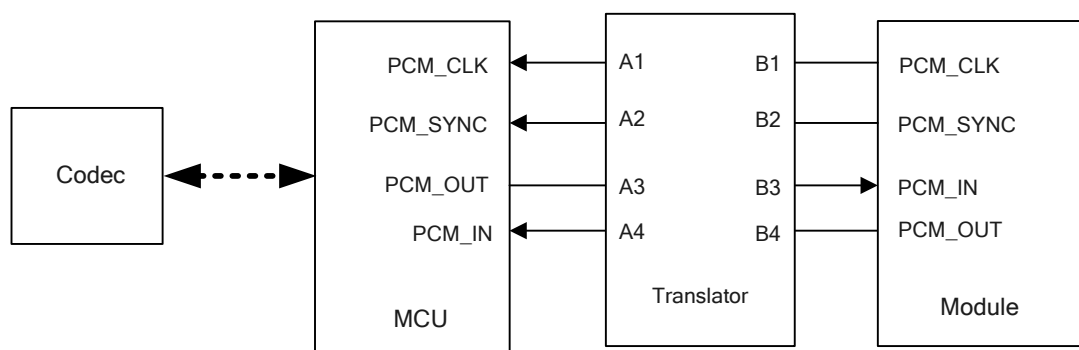 Codec
PCM_CLK
PCM_SYNC
PCM_OUT
PCM_IN
MCU
A1
A2
A3
A4
B1
B2
B3
B4
Translator
PCM_CLK
PCM_SYNC
PCM_IN
PCM_OUT
Module